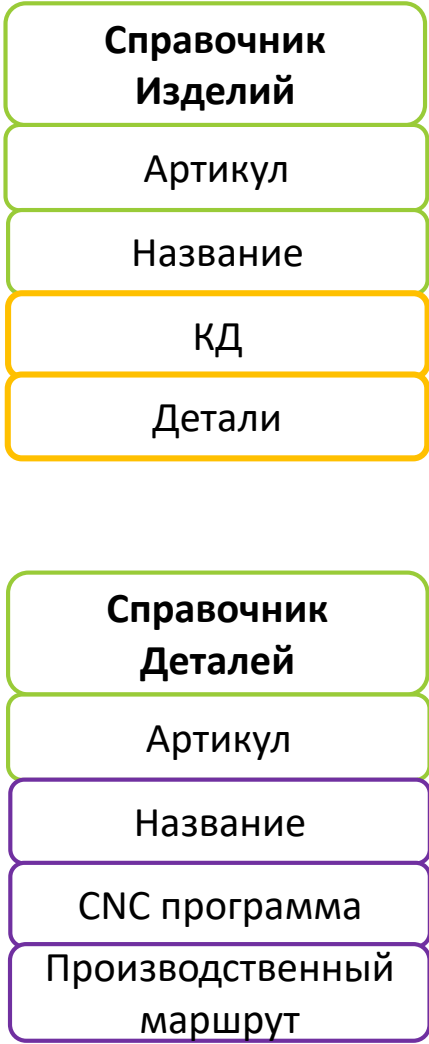 Справочник
Изделий
Артикул
Название
КД
Детали
Справочник
Деталей
Артикул
Название
CNC программа
Производственный
маршрут